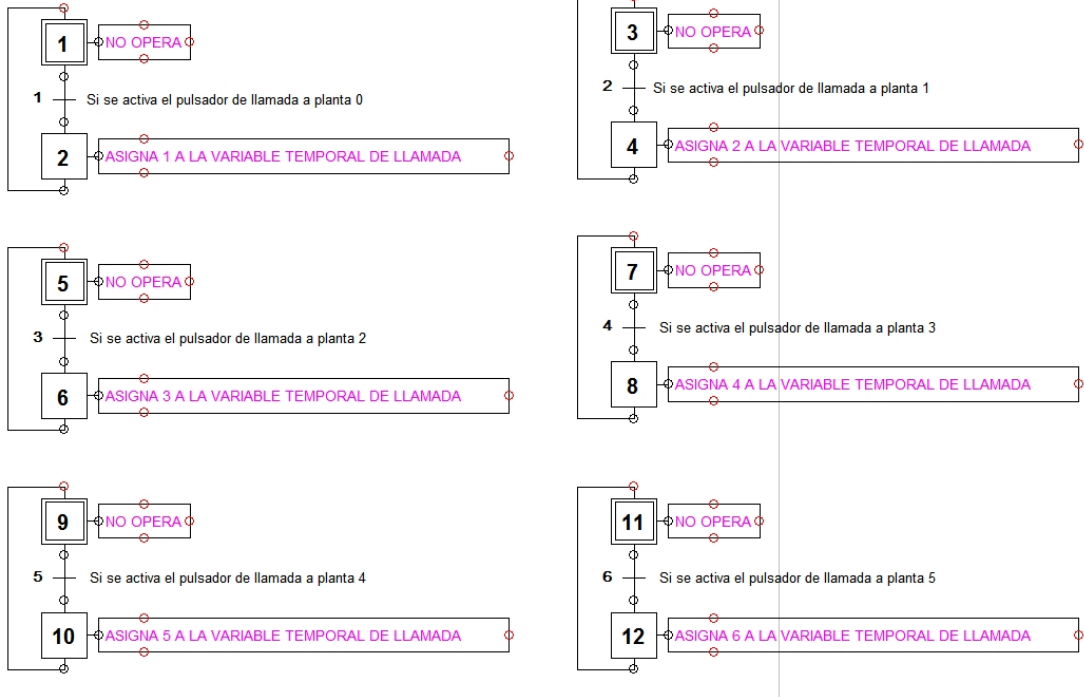 1
NO OPERA
1
Si se activa el pulsador de llamada a planta 0
2
ASIGNA 1 A LA VARIABLE TEMPORAL DE LLAMADA
3
NO OPERA
2
Si se activa el pulsador de llamada a planta 1
4
ASIGNA 2 A LA VARIABLE TEMPORAL DE LLAMADA
5
NO OPERA
3
Si se activa el pulsador de llamada a planta 2
6
ASIGNA 3 A LA VARIABLE TEMPORAL DE LLAMADA
7
NO OPERA
4
Si se activa el pulsador de llamada a planta 3
8
ASIGNA 4 A LA VARIABLE TEMPORAL DE LLAMADA
9
NO OPERA
5
Si se activa el pulsador de llamada a planta 4
10
ASIGNA 5 A LA VARIABLE TEMPORAL DE LLAMADA
11
NO OPERA
6
Si se activa el pulsador de llamada a planta 5
12
ASIGNA 6 A LA VARIABLE TEMPORAL DE LLAMADA